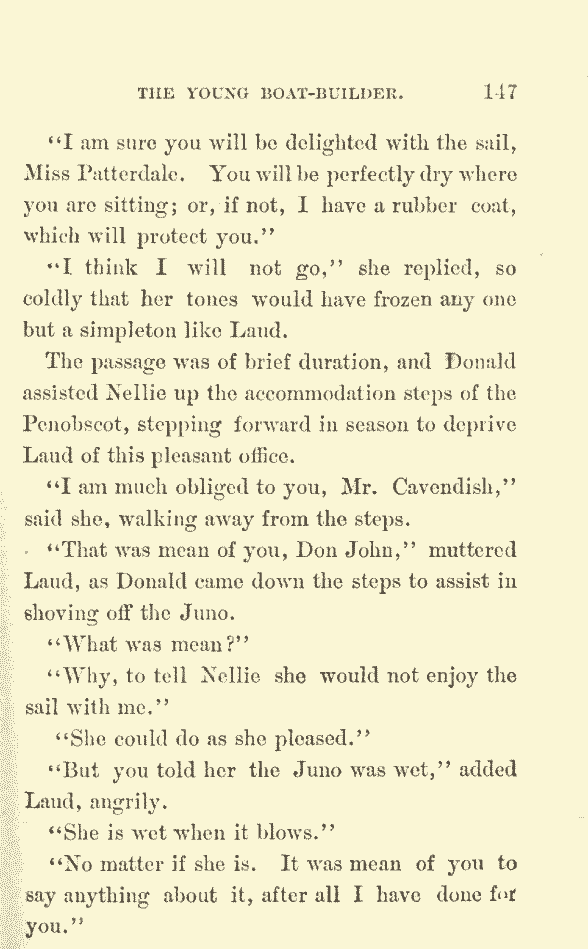 THE YOUNG BOAT-BUILDER. 147
“I am sure you will be delighted with the sail,
Miss Patterdale. You will be perfectly dry where
you are sitting; or, if not, I have a rubber coat,
which will protect you.”
“I think I will not go,” she replied, so
coldly that her tones would have frozen any one
but a simpleton like Laud.
The passage was of brief duration, and Donald
assisted Nellie up the accommodation steps of the
Penobscot, stepping forward in season to deprive
Laud of this pleasant office.
“I am much obliged to you, Mr. Cavendish,”
said she, walking away from the steps.
“That was mean of you, Don John,” muttered
Laud, as Donald came down the steps to assist in
shoving off the Juno.
“What was mean?”
“Why, to tell Nellie she would not enjoy the
sail with me.”
“She could do as she pleased.”
“But you told her the Juno was wet,” added
Laud, angrily.
“She is wet when it blows.”
“No matter if she is. It was mean of you to
say anything about it, after all I have done for
you.”